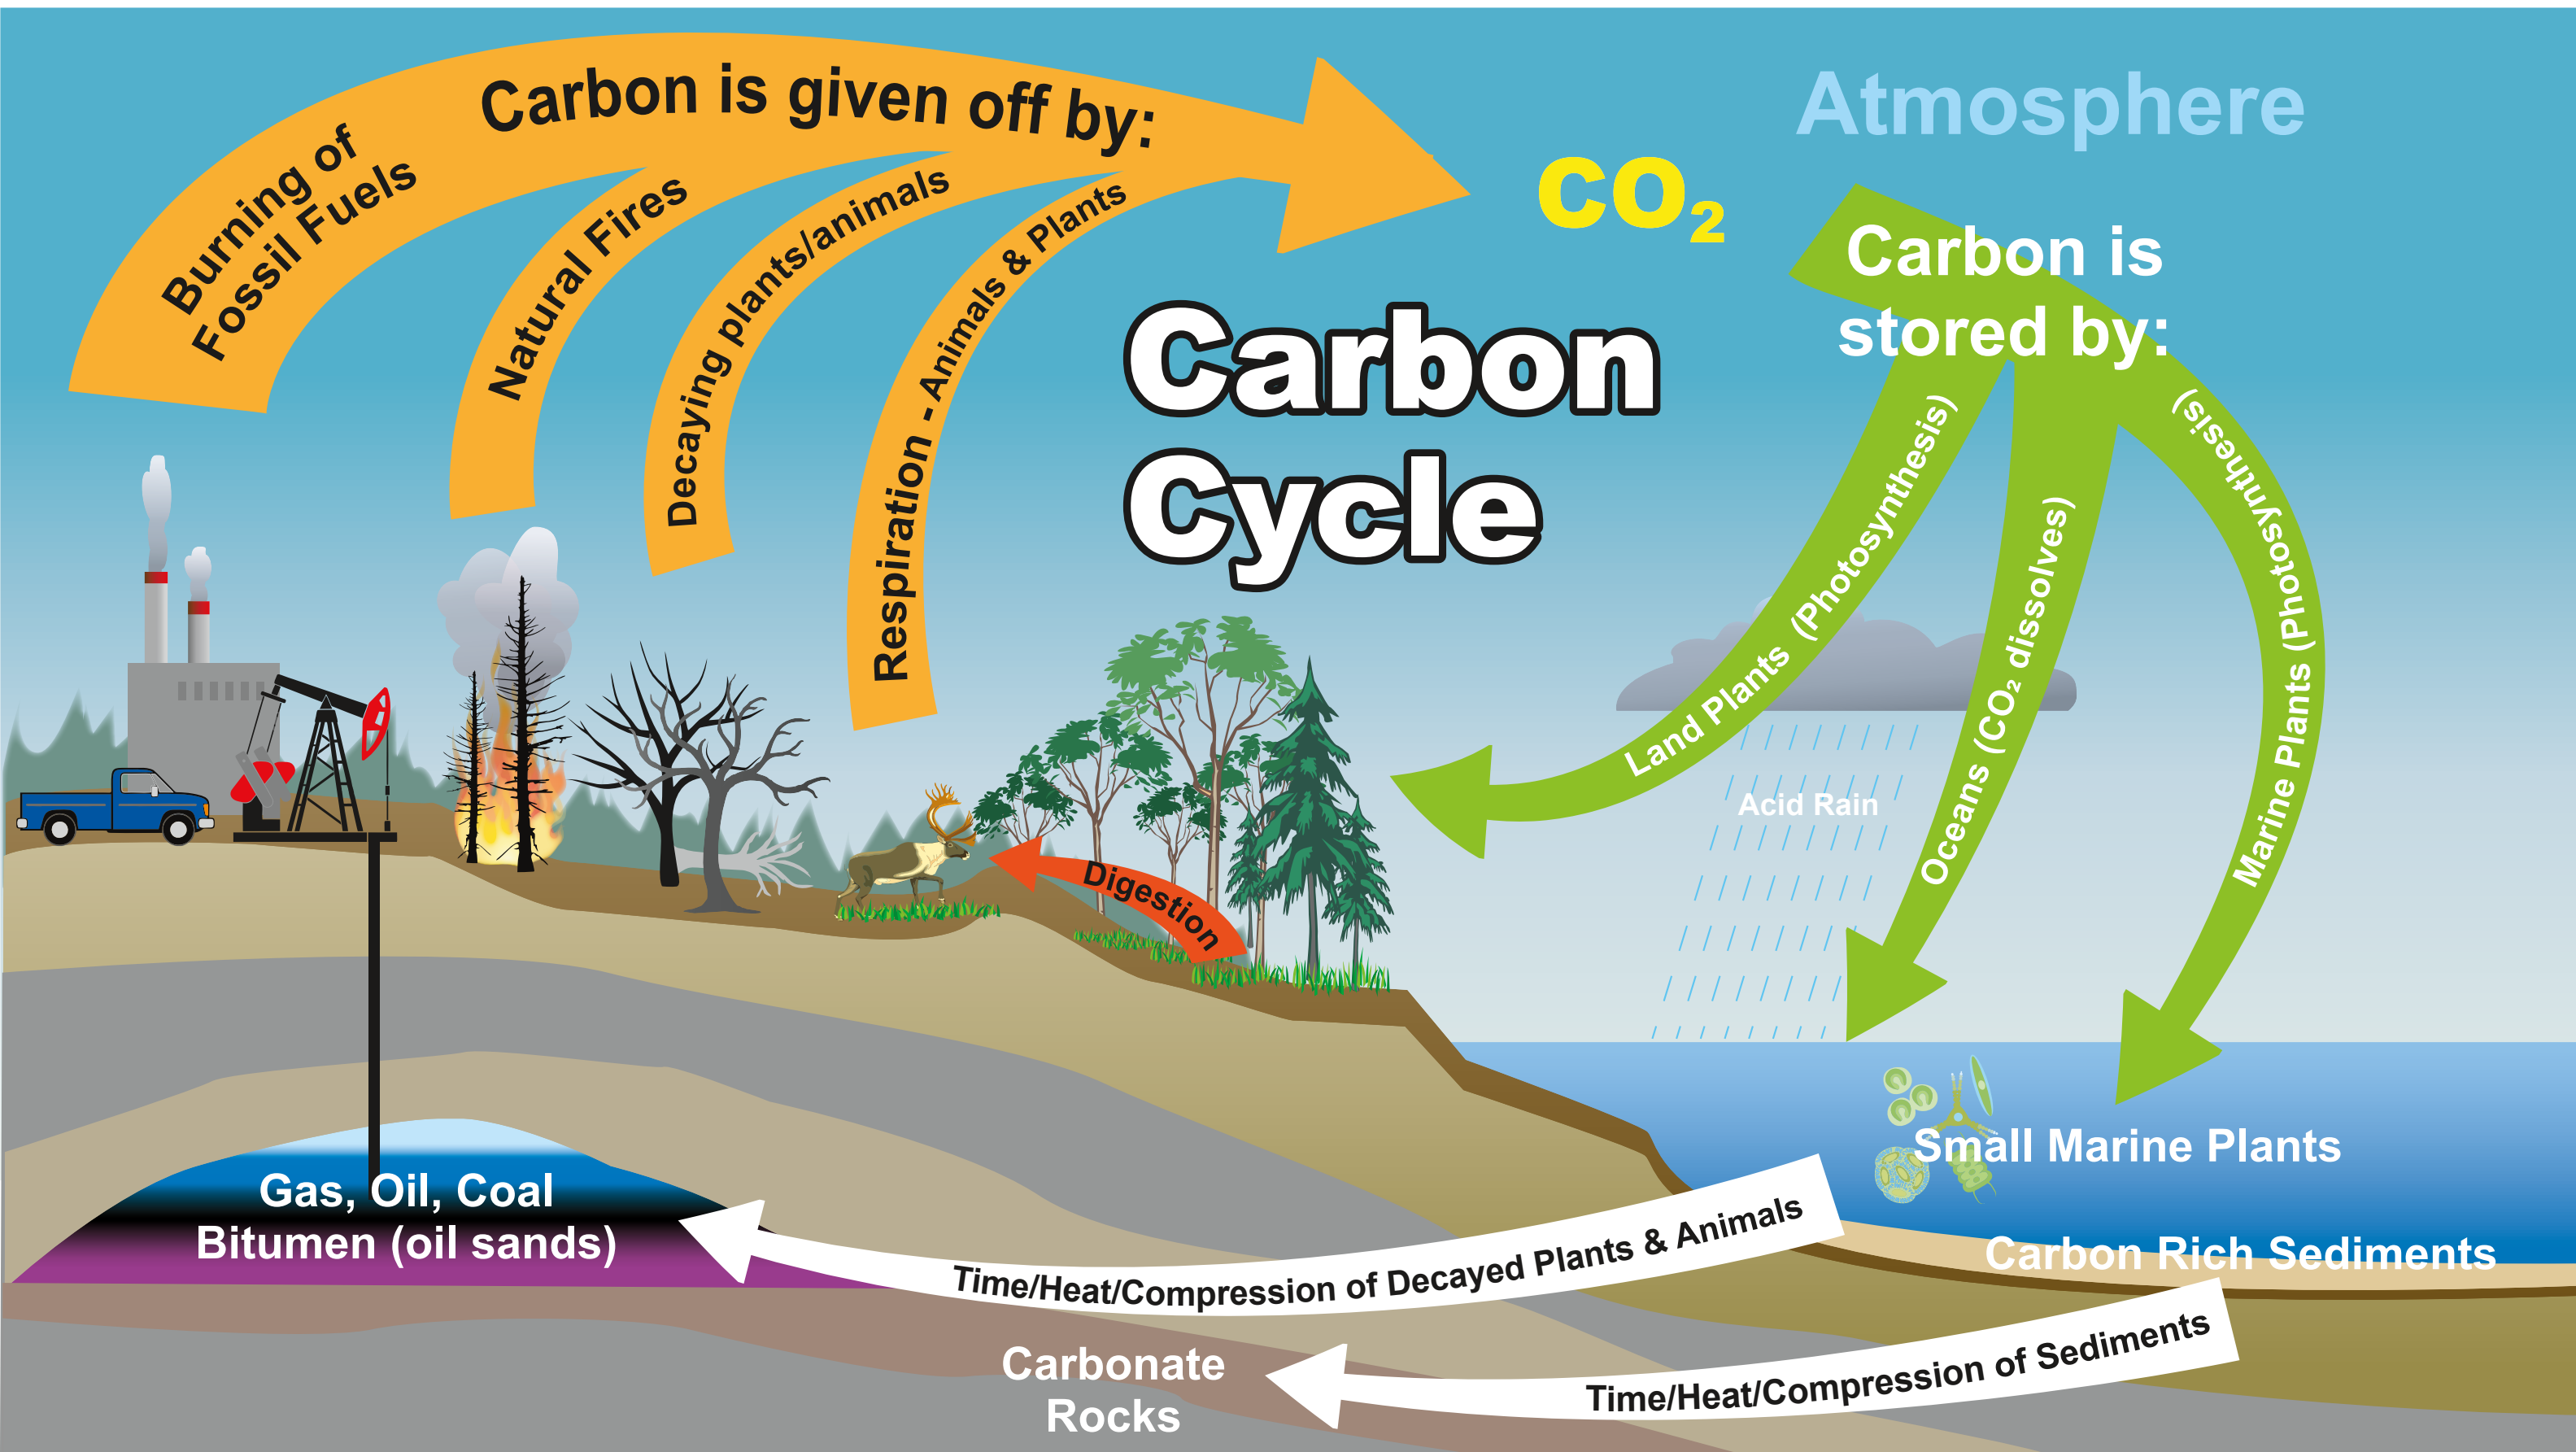 Carbon is given off by:
Burning of
Fossil Fuels
Natural Fires
Decaying plants/animals
Respiration - Animals & Plants
CO₂
Atmosphere
Carbon is
stored by:
Carbon
Cycle
Land Plants (Photosynthesis)
Oceans (CO₂ dissolves)
Marine Plants (Photosynthesis)
Acid Rain
Digestion
Small Marine Plants
Carbon Rich Sediments
Gas, Oil, Coal
Bitumen (oil sands)
Time/Heat/Compression of Decayed Plants & Animals
Time/Heat/Compression of Sediments
Carbonate
Rocks